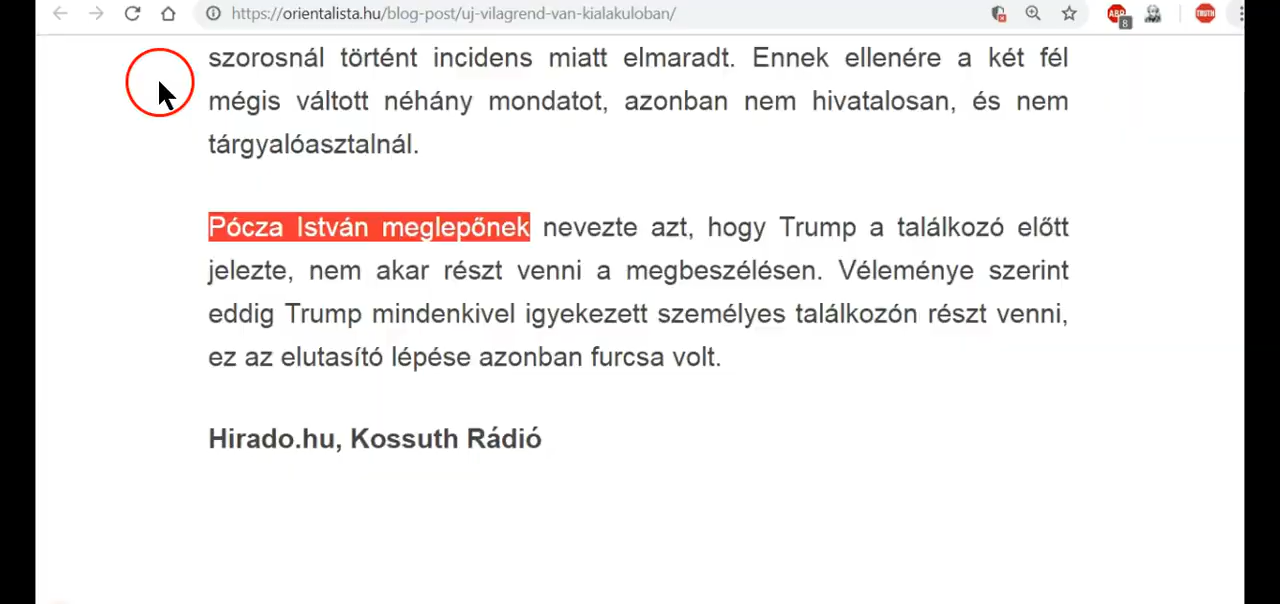 https://orientalista.hu/blog-post/uj-vilagrend-van-kialakuloban/
ABP
8
TRUTH
szorosnál történt incidens miatt elmaradt. Ennek ellenére a két fél
mégis váltott néhány mondatot, azonban nem hivatalosan, és nem
tárgyalóasztalnál.
Pócza István meglepőnek nevezte azt, hogy Trump a találkozó előtt
jelezte, nem akar részt venni a megbeszélésen. Véleménye szerint
eddig Trump mindenkivel igyekezett személyes találkozón részt venni,
ez az elutasító lépése azonban furcsa volt.
Hirado.hu, Kossuth Rádió